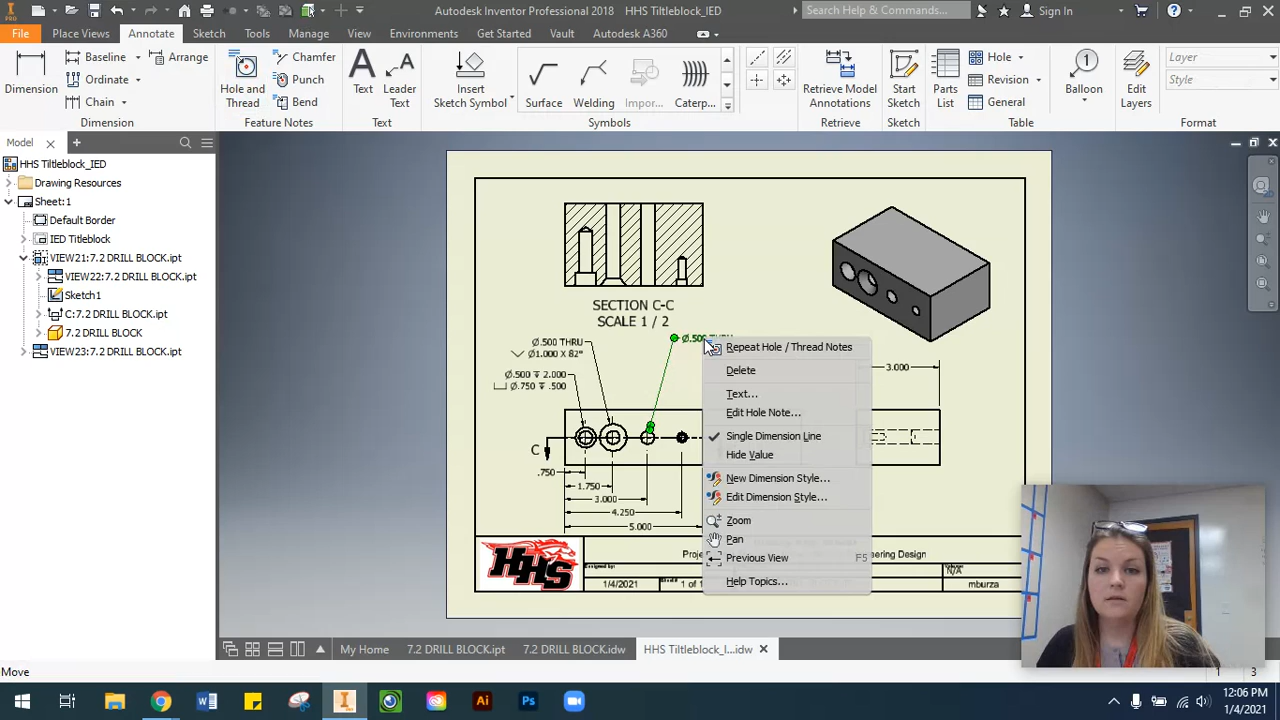 Autodesk Inventor Professional 2018 HHS Titleblock_IED
Search Help & Commands...
Sign In
File Place Views Annotate Sketch Tools Manage View Environments Get Started Vault Autodesk A360
Dimension
Baseline
Ordinate
Chain
Arrange
Dimension
Hole and Thread
Chamfer
Punch
Bend
Feature Notes
Text
Leader Text
Text
Insert Sketch Symbol
Surface
Welding
Impor...
Caterp...
Symbols
Retrieve Model Annotations
Retrieve
Start Sketch
Sketch
Parts List
Hole
Revision
General
Table
Balloon
Edit Layers
Layer
Style
Format
Model
HHS Tiltleblock_IED
Drawing Resources
Sheet:1
Default Border
IED Titleblock
VIEW21:7.2 DRILL BLOCK.ipt
VIEW22:7.2 DRILL BLOCK.ipt
Sketch1
C:7.2 DRILL BLOCK.ipt
7.2 DRILL BLOCK
VIEW23:7.2 DRILL BLOCK.ipt
SECTION C-C
SCALE 1 / 2
Ø.500 THRU
Ø1.000 X 82°
Ø.500 ↧ 2.000
⌴ Ø.750 ↧ .500
C
.750
1.750
3.000
4.250
5.000
3.000
Repeat Hole / Thread Notes
Delete
Text...
Edit Hole Note...
Single Dimension Line
Hide Value
New Dimension Style...
Edit Dimension Style...
Zoom
Pan
Previous View F5
Help Topics...
HHS
1/4/2021
N/A
mburza
My Home 7.2 DRILL BLOCK.ipt 7.2 DRILL BLOCK.idw HHS Tiltleblock_I...vw.idw
Move
1 3
Ai Ps
12:06 PM
1/4/2021